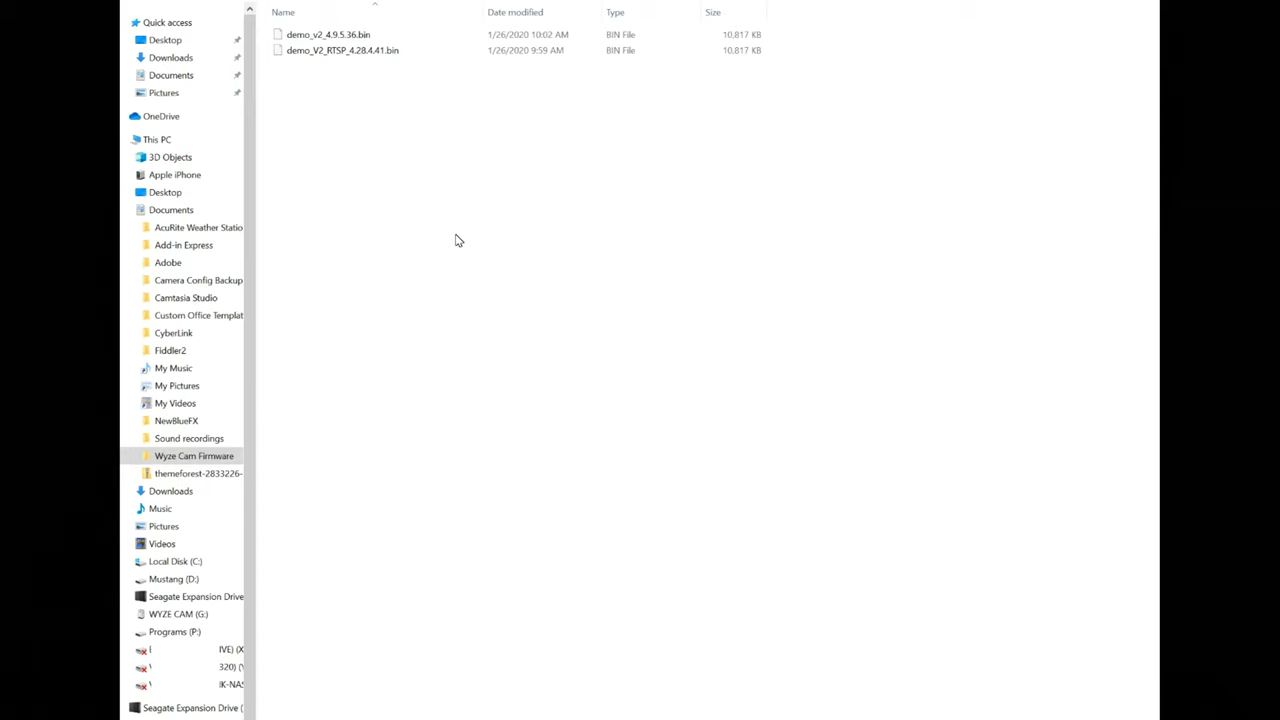 Name Date modified Type Size
demo_v2_4.9.5.36.bin 1/26/2020 10:02 AM BIN File 10,817 KB
demo_V2_RTSP_4.28.4.41.bin 1/26/2020 9:59 AM BIN File 10,817 KB
Quick access
Desktop
Downloads
Documents
Pictures
OneDrive
This PC
3D Objects
Apple iPhone
Desktop
Documents
AcuRite Weather Statio
Add-in Express
Adobe
Camera Config Backup
Camtasia Studio
Custom Office Templat
CyberLink
Fiddler2
My Music
My Pictures
My Videos
NewBlueFX
Sound recordings
Wyze Cam Firmware
themeforest-2833226-
Downloads
Music
Pictures
Videos
Local Disk (C:)
Mustang (D:)
Seagate Expansion Drive
WYZE CAM (G:)
Programs (P:)
IVE) (X
320) (
IK-NAS
Seagate Expansion Drive (